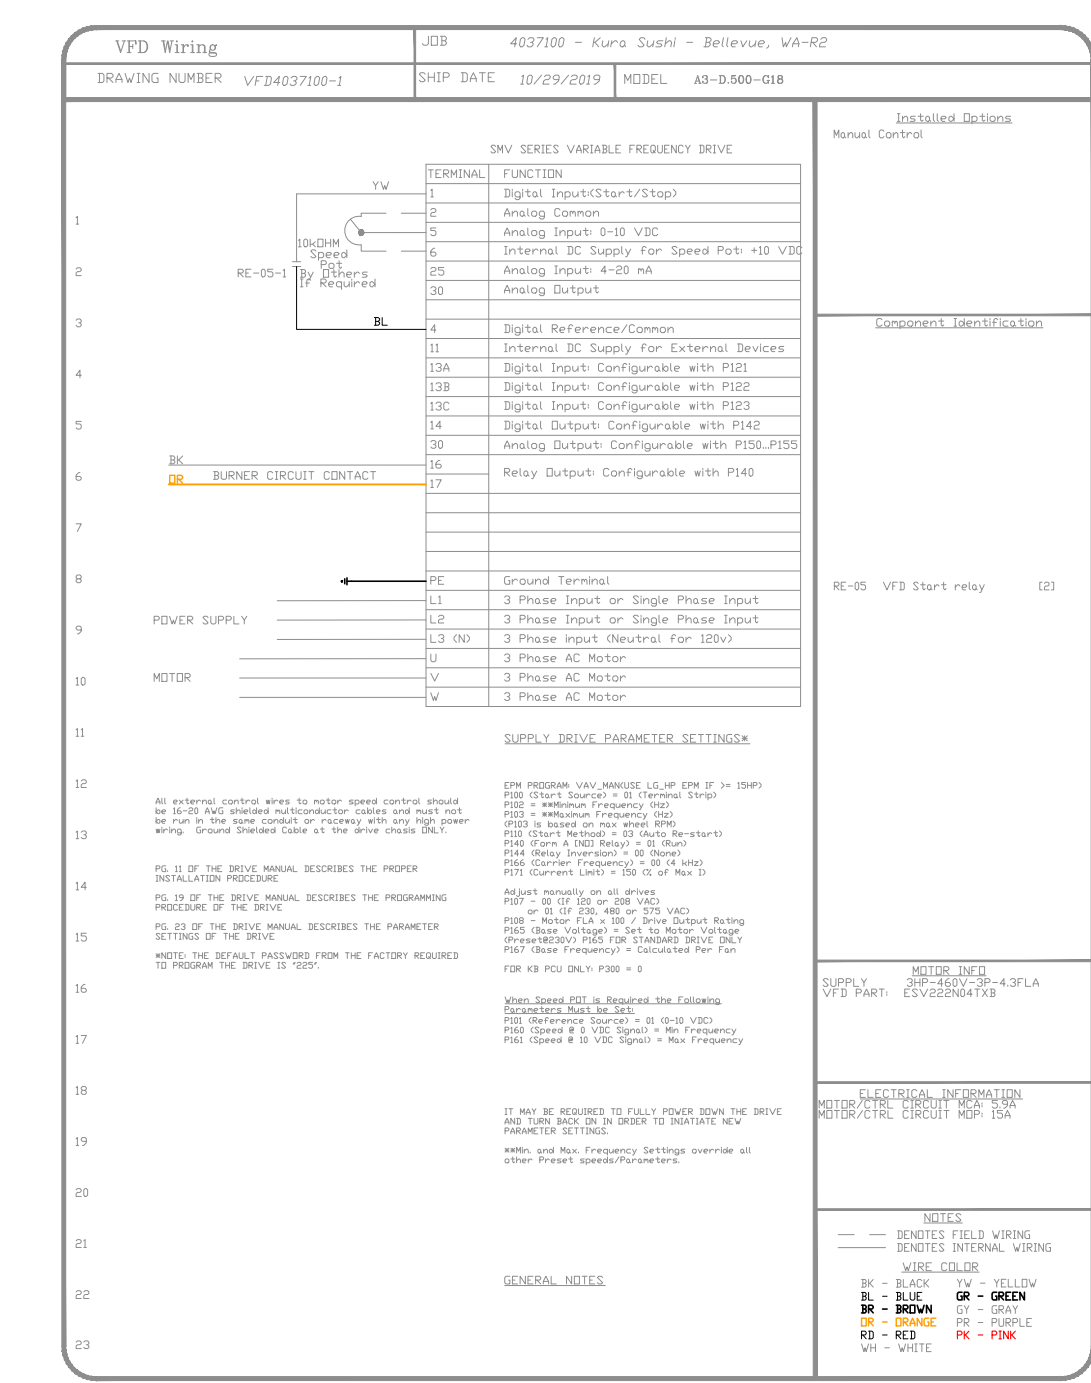 VFD Wiring
JOB 4037100 - Kura Sushi - Bellevue, WA-R2
DRAWING NUMBER VFD4037100-1
SHIP DATE 10/29/2019
MODEL A3-D.500-G18
SMV SERIES VARIABLE FREQUENCY DRIVE
TERMINAL FUNCTION
1 Digital Input:(Start/Stop)
2 Analog Common
5 Analog Input: 0-10 VDC
6 Internal DC Supply for Speed Pot: +10 VDC
25 Analog Input: 4-20 mA
30 Analog Output
4 Digital Reference/Common
11 Internal DC Supply for External Devices
13A Digital Input: Configurable with P121
13B Digital Input: Configurable with P122
13C Digital Input: Configurable with P123
14 Digital Output: Configurable with P142
30 Analog Output: Configurable with P150...P155
16
Relay Output: Configurable with P140
17
PE Ground Terminal
L1 3 Phase Input or Single Phase Input
L2 3 Phase Input or Single Phase Input
L3 (N) 3 Phase input (Neutral for 120v)
U 3 Phase AC Motor
V 3 Phase AC Motor
W 3 Phase AC Motor
YW
10kOHM
Speed
Pot
By Others
If Required
RE-05-1
BL
BK
OR
BURNER CIRCUIT CONTACT
POWER SUPPLY
MOTOR
1
2
3
4
5
6
7
8
9
10
11
12
13
14
15
16
17
18
19
20
21
22
23
All external control wires to motor speed control should
be 16-20 AWG shielded multiconductor cables and must not
be run in the same conduit or raceway with any high power
wiring. Ground Shielded Cable at the drive chasis ONLY.
PG. 11 OF THE DRIVE MANUAL DESCRIBES THE PROPER
INSTALLATION PROCEDURE
PG. 19 OF THE DRIVE MANUAL DESCRIBES THE PROGRAMMING
PROCEDURE OF THE DRIVE
PG. 23 OF THE DRIVE MANUAL DESCRIBES THE PARAMETER
SETTINGS OF THE DRIVE
*NOTE: THE DEFAULT PASSWORD FROM THE FACTORY REQUIRED
TO PROGRAM THE DRIVE IS "225".
SUPPLY DRIVE PARAMETER SETTINGS*
EPM PROGRAM: VAV_MAN(USE LG_HP EPM IF >= 15HP)
P100 (Start Source) = 01 (Terminal Strip)
P102 = **Minimum Frequency (Hz)
P103 = **Maximum Frequency (Hz)
(P103 is based on max wheel RPM)
P110 (Start Method) = 03 (Auto Re-start)
P140 (Form A [NO] Relay) = 01 (Run)
P144 (Relay Inversion) = 00 (None)
P166 (Carrier Frequency) = 00 (4 kHz)
P171 (Current Limit) = 150 (% of Max I)
Adjust manually on all drives
P107 - 00 (If 120 or 208 VAC)
or 01 (If 230, 480 or 575 VAC)
P108 - Motor FLA x 100 / Drive Output Rating
P165 (Base Voltage) = Set to Motor Voltage
(Preset@230V) P165 FOR STANDARD DRIVE ONLY
P167 (Base Frequency) = Calculated Per Fan
FOR KB PCU ONLY: P300 = 0
When Speed POT is Required the Following
Parameters Must be Set:
P101 (Reference Source) = 01 (0-10 VDC)
P160 (Speed @ 0 VDC Signal) = Min Frequency
P161 (Speed @ 10 VDC Signal) = Max Frequency
IT MAY BE REQUIRED TO FULLY POWER DOWN THE DRIVE
AND TURN BACK ON IN ORDER TO INIATIATE NEW
PARAMETER SETTINGS.
**Min. and Max. Frequency Settings override all
other Preset speeds/Parameters.
GENERAL NOTES
Installed Options
Manual Control
Component Identification
RE-05 VFD Start relay [2]
MOTOR INFO
SUPPLY 3HP-460V-3P-4.3FLA
VFD PART: ESV222N04TXB
ELECTRICAL INFORMATION
MOTOR/CTRL CIRCUIT MCA: 5.9A
MOTOR/CTRL CIRCUIT MOP: 15A
NOTES
DENOTES FIELD WIRING
DENOTES INTERNAL WIRING
WIRE COLOR
BK - BLACK YW - YELLOW
BL - BLUE GR - GREEN
BR - BROWN GY - GRAY
OR - ORANGE PR - PURPLE
RD - RED PK - PINK
WH - WHITE